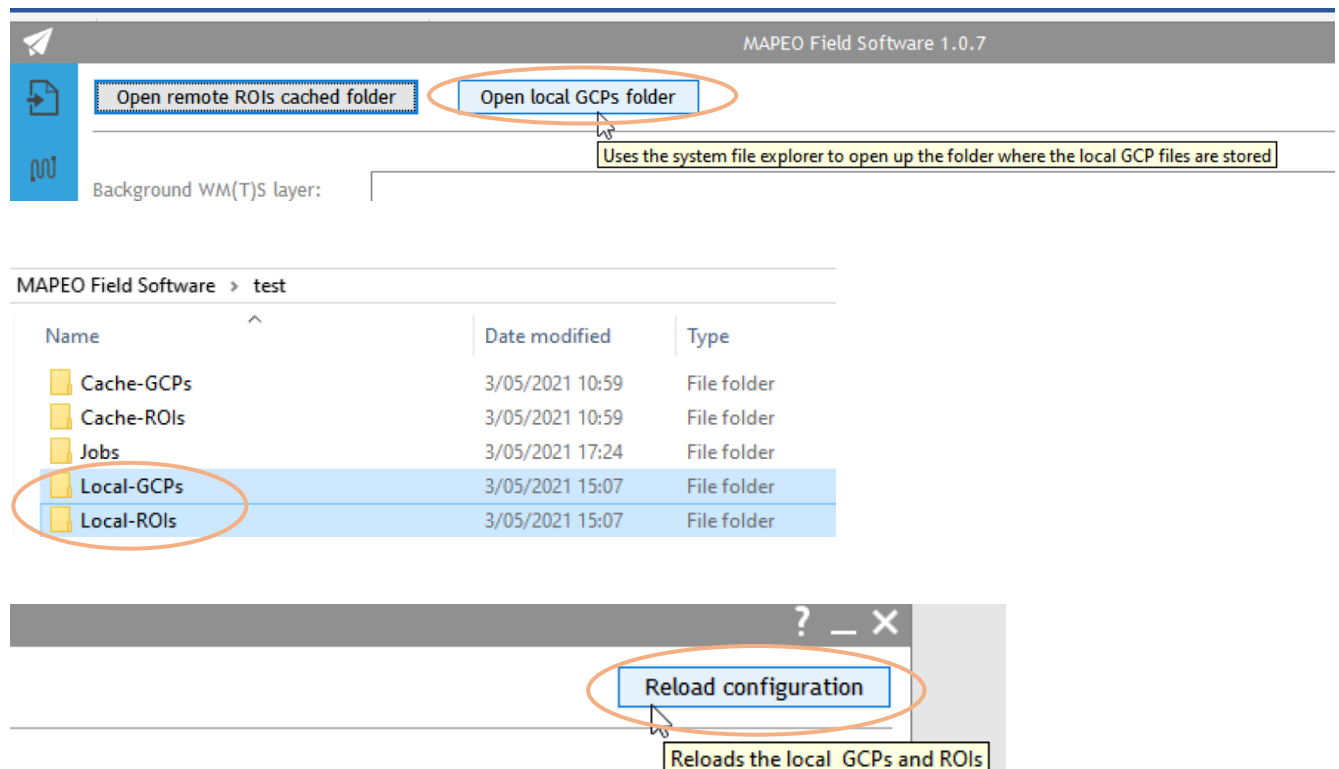 MAPEO Field Software 1.0.7
Open remote ROIs cached folder Open local GCPs folder
Uses the system file explorer to open up the folder where the local GCP files are stored
Background WM(T)S layer:
MAPEO Field Software > test
Name Date modified Type
Cache-GCPs 3/05/2021 10:59 File folder
Cache-ROIs 3/05/2021 10:59 File folder
Jobs 3/05/2021 17:24 File folder
Local-GCPs 3/05/2021 15:07 File folder
Local-ROIs 3/05/2021 15:07 File folder
Reload configuration
Reloads the local GCPs and ROIs